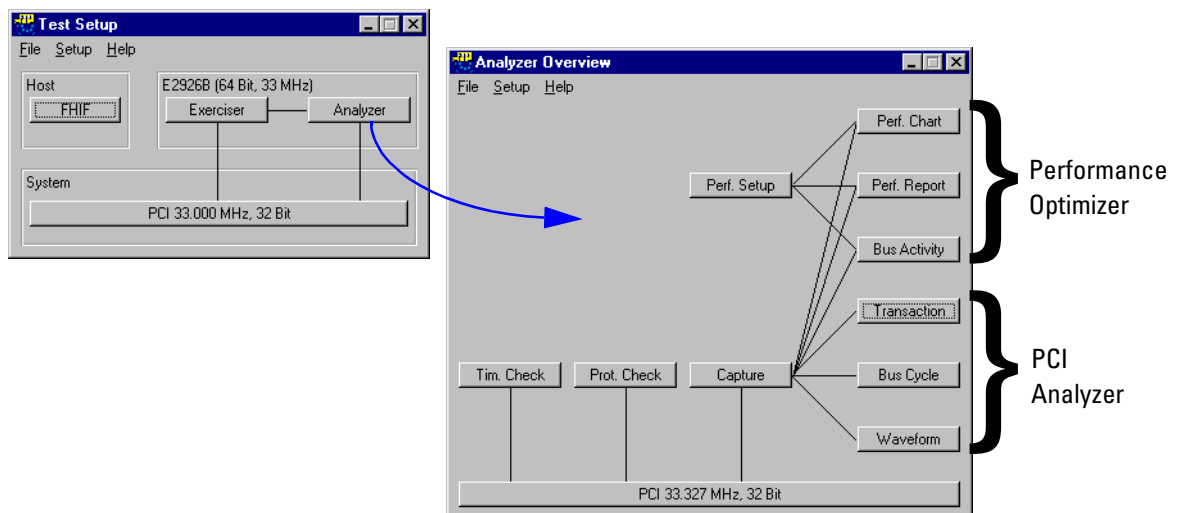 Test Setup
File Setup Help
Host
FHIF
E2926B (64 Bit, 33 MHz)
Exerciser
Analyzer
System
PCI 33.000 MHz, 32 Bit
Analyzer Overview
File Setup Help
Perf. Chart
Perf. Setup
Perf. Report
Bus Activity
Transaction
Tim. Check
Prot. Check
Capture
Bus Cycle
Waveform
PCI 33.327 MHz, 32 Bit
Performance
Optimizer
PCI
Analyzer